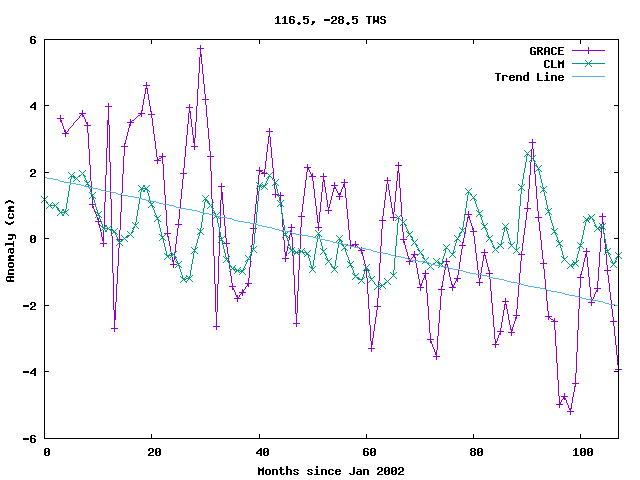 116.5, -28.5 TWS
GRACE
CLM
Trend Line
6
4
2
0
-2
-4
-6
Anomaly (cm)
0 20 40 60 80 100
Months since Jan 2002